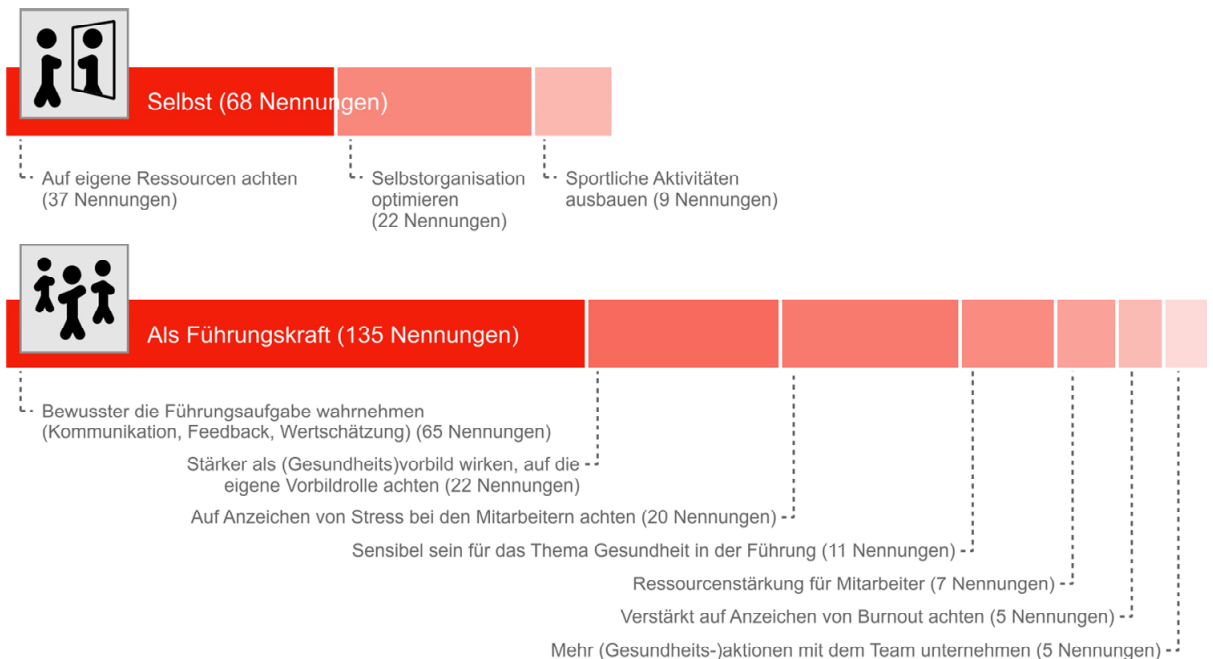 Selbst (68 Nennungen)
Auf eigene Ressourcen achten
(37 Nennungen)
Selbstorganisation
optimieren
(22 Nennungen)
Sportliche Aktivitäten
ausbauen (9 Nennungen)
Als Führungskraft (135 Nennungen)
Bewusster die Führungsaufgabe wahrnehmen
(Kommunikation, Feedback, Wertschätzung) (65 Nennungen)
Stärker als (Gesundheits)vorbild wirken, auf die
eigene Vorbildrolle achten (22 Nennungen)
Auf Anzeichen von Stress bei den Mitarbeitern achten (20 Nennungen)
Sensibel sein für das Thema Gesundheit in der Führung (11 Nennungen)
Ressourcenstärkung für Mitarbeiter (7 Nennungen)
Verstärkt auf Anzeichen von Burnout achten (5 Nennungen)
Mehr (Gesundheits-)aktionen mit dem Team unternehmen (5 Nennungen)